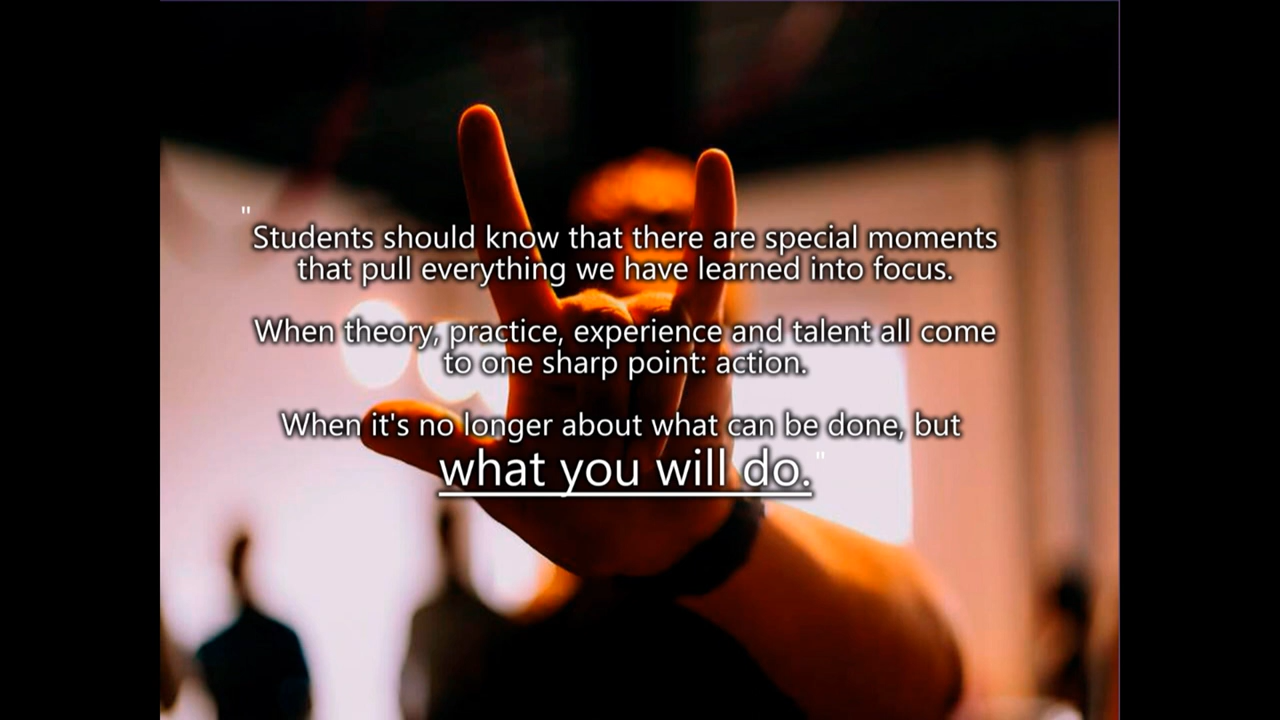 "Students should know that there are special moments
that pull everything we have learned into focus.
When theory, practice, experience and talent all come
to one sharp point: action.
When it's no longer about what can be done, but
what you will do."